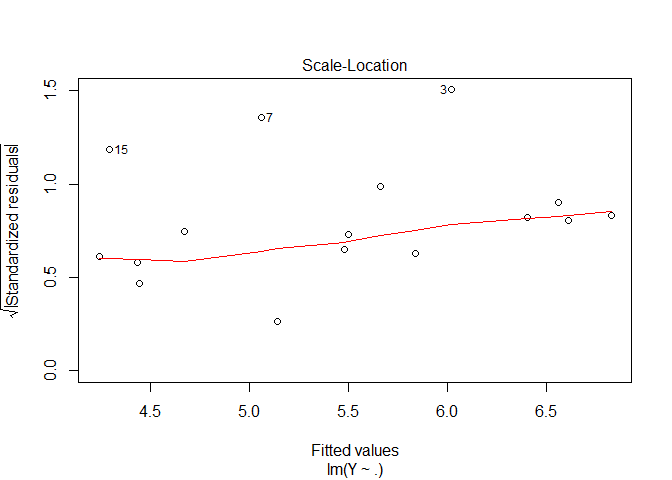 Scale-Location
√|Standardized residuals|
1.5
1.0
0.5
0.0
3
7
15
4.5 5.0 5.5 6.0 6.5
Fitted values
lm(Y ~ .)